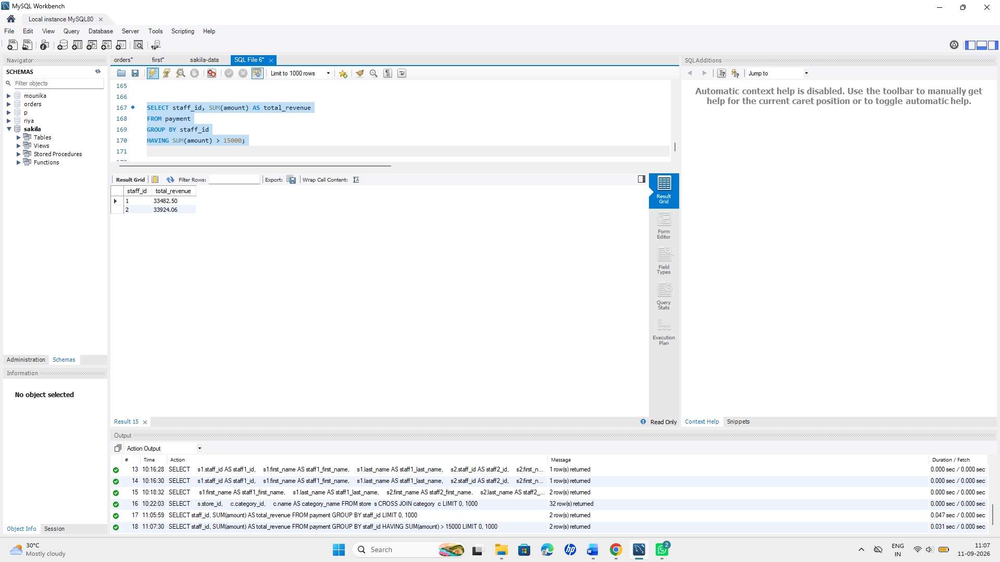 MySQL Workbench
Local instance MySQL80
File Edit View Query Database Server Tools Scripting Help
Navigator
SCHEMAS
Filter objects
mounika
orders
p
riya
sakila
Tables
Views
Stored Procedures
Functions
Administration Schemas
Information
No object selected
Object Info Session
orders* first* sakila-data SQL File 6*
Limit to 1000 rows
165
166
167 SELECT staff_id, SUM(amount) AS total_revenue
168 FROM payment
169 GROUP BY staff_id
170 HAVING SUM(amount) > 15000;
171
Result Grid Filter Rows: Export: Wrap Cell Content:
staff_id total_revenue
1 33482.50
2 33924.06
Result Grid
Form Editor
Field Types
Query Stats
Execution Plan
Result 15 Read Only
SQLAdditions
Jump to
Automatic context help is disabled. Use the toolbar to manually get
help for the current caret position or to toggle automatic help.
Context Help Snippets
Output
Action Output
# Time Action Message Duration / Fetch
13 10:16:28 SELECT s1.staff_id AS staff1_id, s1.first_name AS staff1_first_name, s1.last_name AS staff1_last_name, s2.staff_id AS staff2_id, s2.first_n... 1 row(s) returned 0.000 sec / 0.000 sec
14 10:16:30 SELECT s1.staff_id AS staff1_id, s1.first_name AS staff1_first_name, s1.last_name AS staff1_last_name, s2.staff_id AS staff2_id, s2.first_n... 1 row(s) returned 0.000 sec / 0.000 sec
15 10:18:32 SELECT s1.first_name AS staff1_first_name, s1.last_name AS staff1_last_name, s2.first_name AS staff2_first_name, s2.last_name AS staff2_... 2 row(s) returned 0.000 sec / 0.000 sec
16 10:22:03 SELECT s.store_id, c.category_id, c.name AS category_name FROM store s CROSS JOIN category c LIMIT 0, 1000 32 row(s) returned 0.000 sec / 0.000 sec
17 11:05:59 SELECT staff_id, SUM(amount) AS total_revenue FROM payment GROUP BY staff_id LIMIT 0, 1000 2 row(s) returned 0.047 sec / 0.000 sec
18 11:07:30 SELECT staff_id, SUM(amount) AS total_revenue FROM payment GROUP BY staff_id HAVING SUM(amount) > 15000 LIMIT 0, 1000 2 row(s) returned 0.031 sec / 0.000 sec
30°C
Mostly cloudy
Search
2
ENG
IN
11:07
11-09-2026